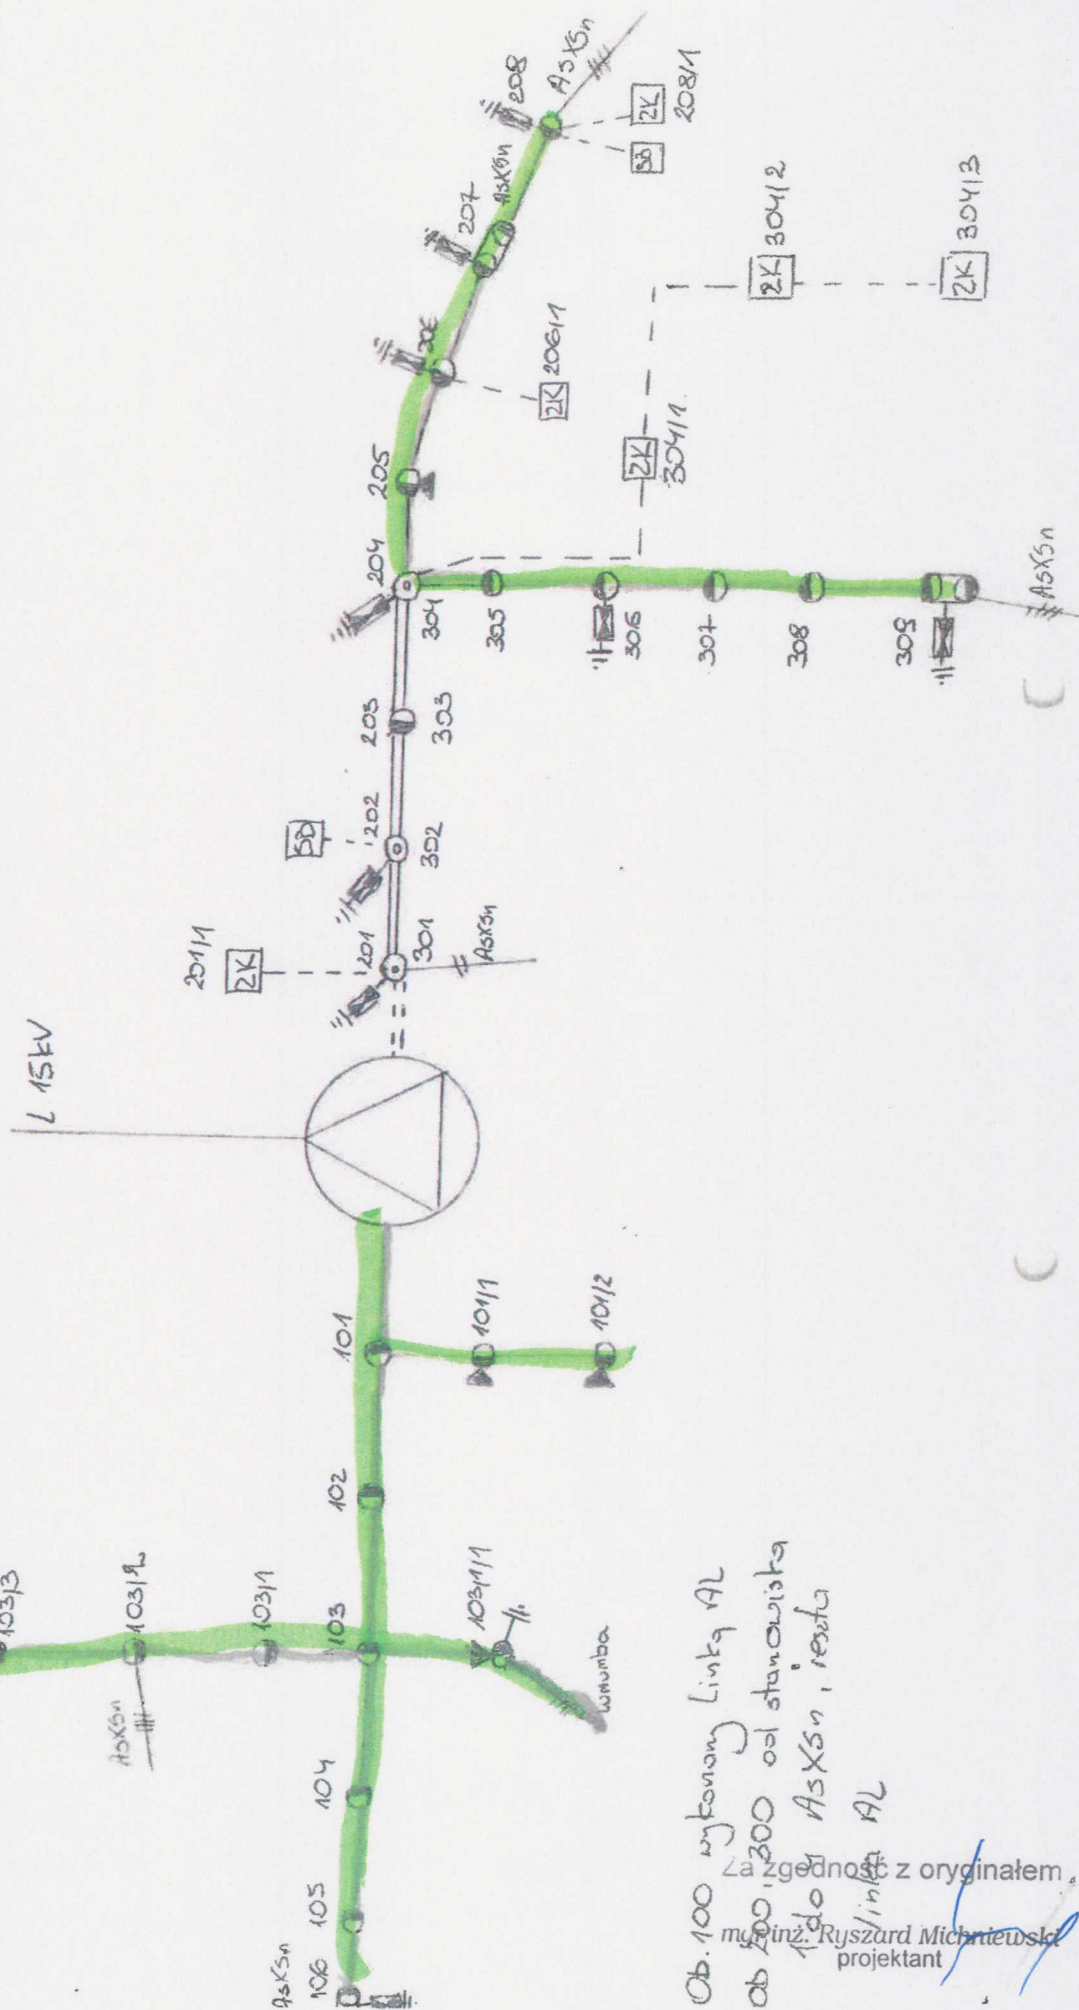 L 15kV
103/3
103/2
AsXSn
103/1
103
103/1/1
AsXSn
106
105
104
102
101
101/1
101/2
201/1
2K
201
301
AsXSn
SD
202
302
203
303
204
304
205
206
2K 206/1
207
AsXSn
208
AsXSn
2K
208/1
305
306
307
308
309
AsXSn
2K
304/1
2K 304/2
2K 304/3
Ob. 100 wykonany Linką AL
Ob 200, 300 od stanowiska
1 do 4 AsXSn, reszta
linka AL
Za zgodność z oryginałem
mgr inż. Ryszard Michniewski
projektant